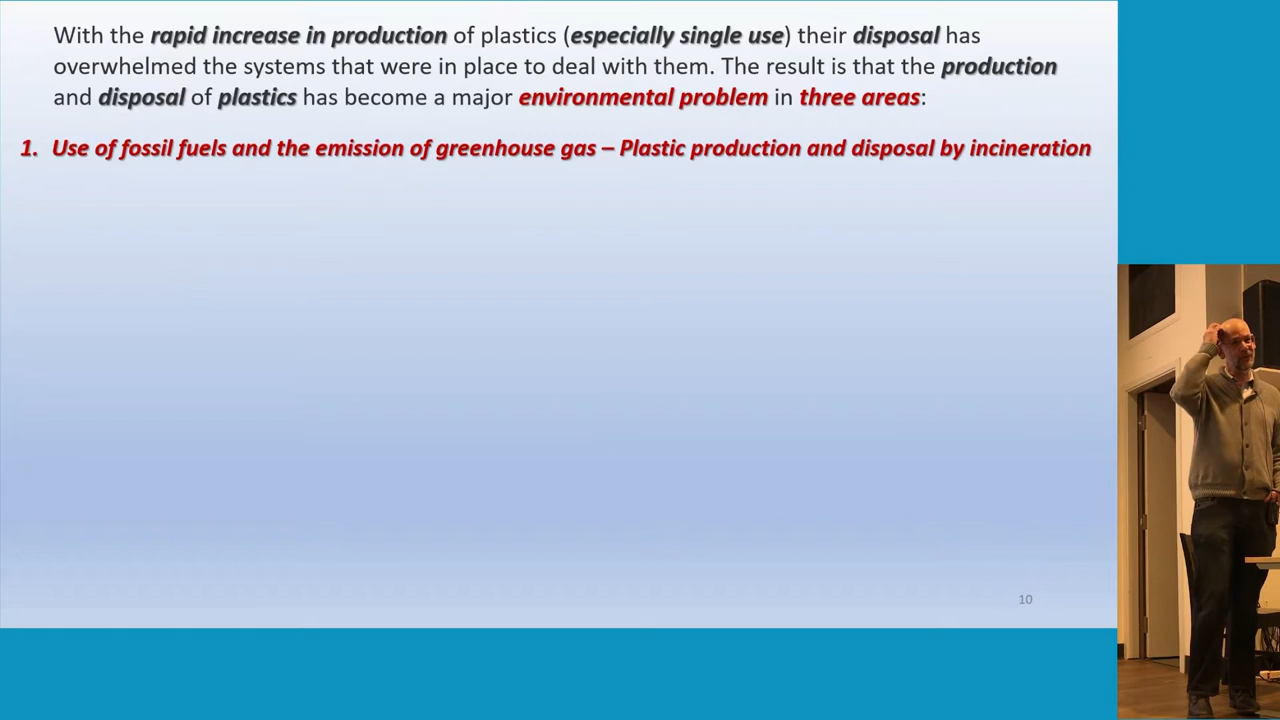 With the rapid increase in production of plastics (especially single use) their disposal has
overwhelmed the systems that were in place to deal with them. The result is that the production
and disposal of plastics has become a major environmental problem in three areas:
1. Use of fossil fuels and the emission of greenhouse gas – Plastic production and disposal by incineration
10